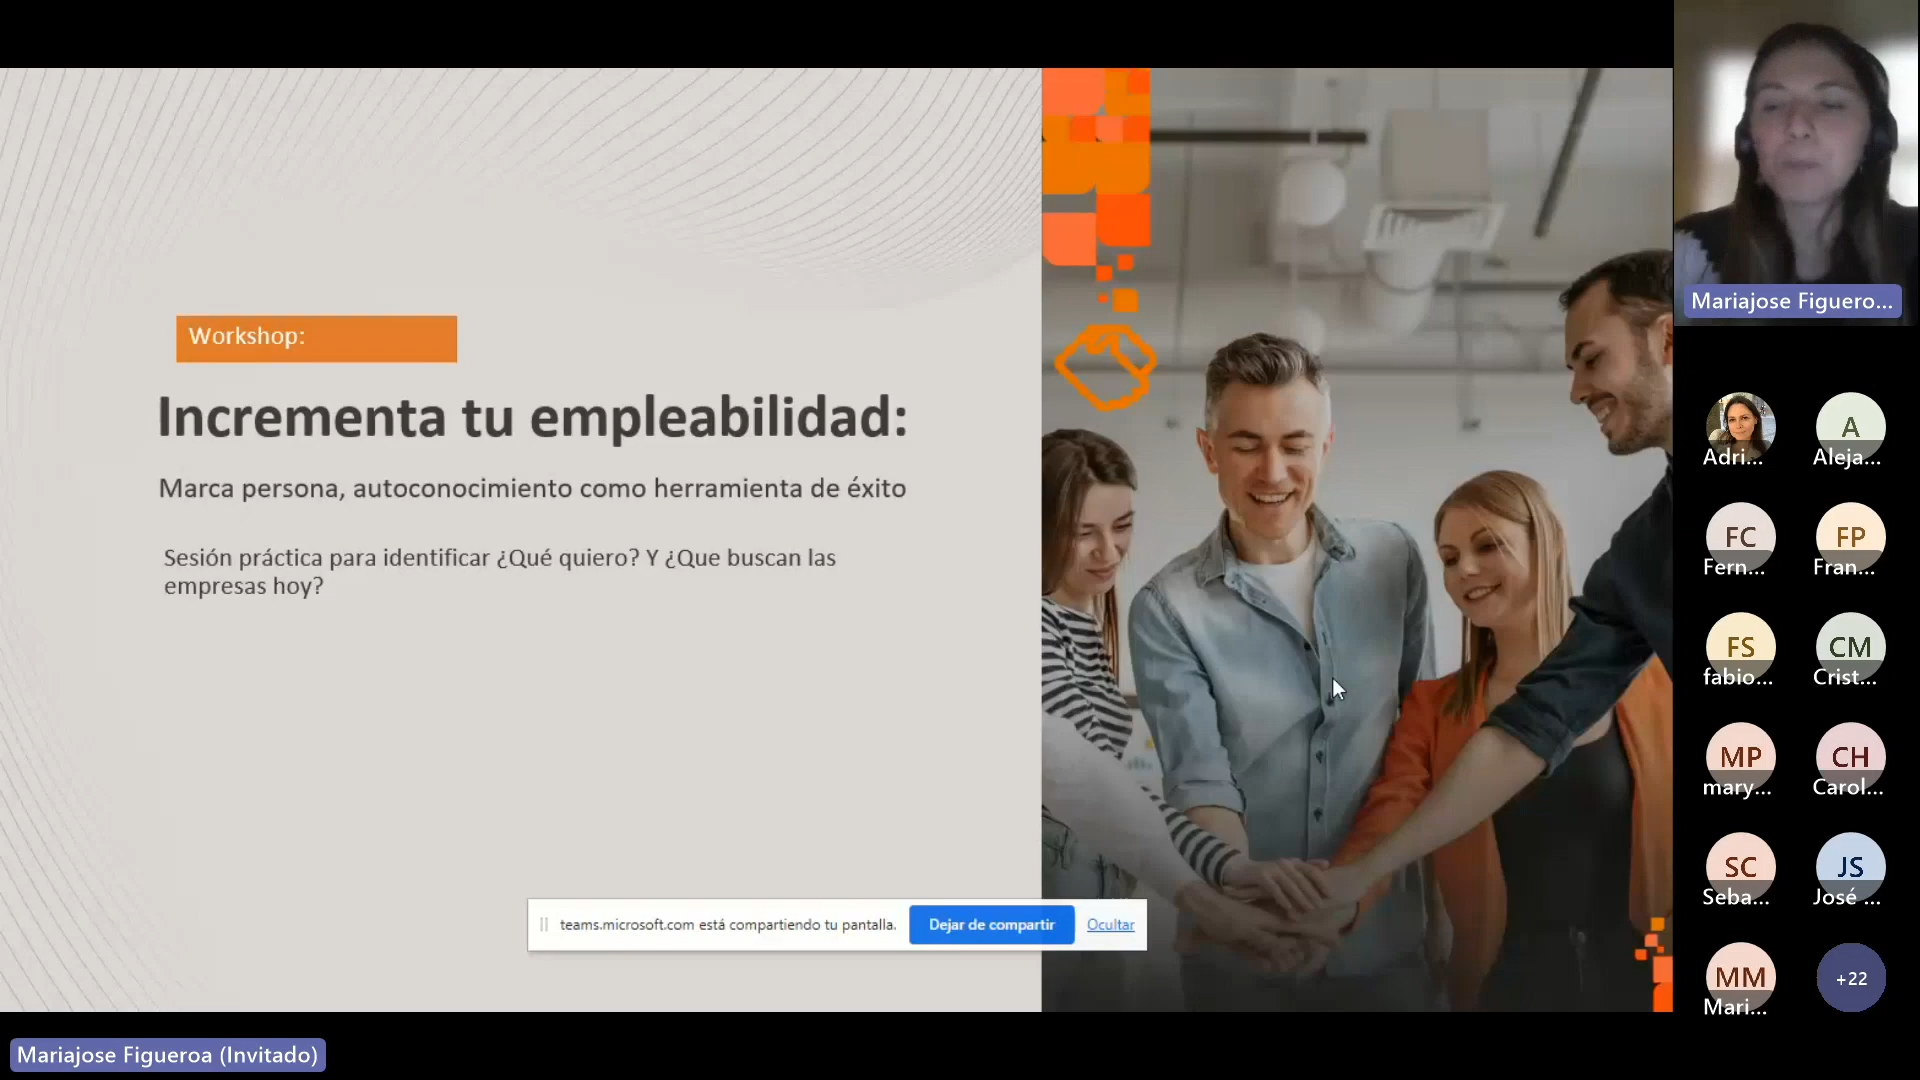 Workshop:
Incrementa tu empleabilidad:
Marca persona, autoconocimiento como herramienta de éxito
Sesión práctica para identificar ¿Qué quiero? Y ¿Que buscan las
empresas hoy?
teams.microsoft.com está compartiendo tu pantalla.
Dejar de compartir
Ocultar
Mariajose Figuero...
Adri...
A
Aleja...
FC
Fern...
FP
Fran...
FS
fabio...
CM
Crist...
MP
mary...
CH
Carol...
SC
Seba...
JS
José ...
MM
Mari...
+22
Mariajose Figueroa (Invitado)